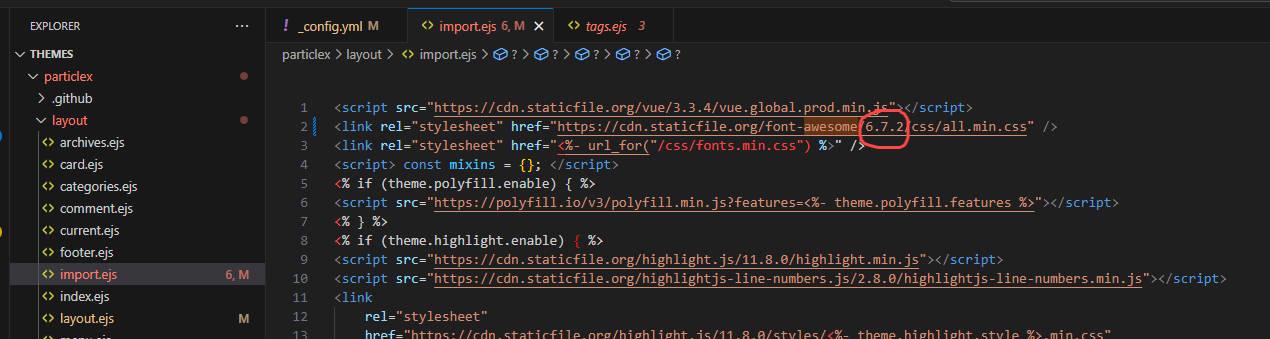 EXPLORER ...
THEMES
particlex
.github
layout
archives.ejs
card.ejs
categories.ejs
comment.ejs
current.ejs
footer.ejs
import.ejs 6, M
index.ejs
layout.ejs M
! _config.yml M
import.ejs 6, M
tags.ejs 3
particlex > layout > import.ejs > ? > ? > ? > ? > ?
1 <script src="https://cdn.staticfile.org/vue/3.3.4/vue.global.prod.min.js"></script>
2 <link rel="stylesheet" href="https://cdn.staticfile.org/font-awesome/6.7.2/css/all.min.css" />
3 <link rel="stylesheet" href="<%- url_for("/css/fonts.min.css") %>" />
4 <script> const mixins = {}; </script>
5 <% if (theme.polyfill.enable) { %>
6 <script src="https://polyfill.io/v3/polyfill.min.js?features=<%- theme.polyfill.features %>"></script>
7 <% } %>
8 <% if (theme.highlight.enable) { %>
9 <script src="https://cdn.staticfile.org/highlight.js/11.8.0/highlight.min.js"></script>
10 <script src="https://cdn.staticfile.org/highlightjs-line-numbers.js/2.8.0/highlightjs-line-numbers.min.js"></script>
11 <link
12 rel="stylesheet"
13 href="https://cdn.staticfile.org/highlight.js/11.8.0/styles/<%- theme.highlight.style %>.min.css"